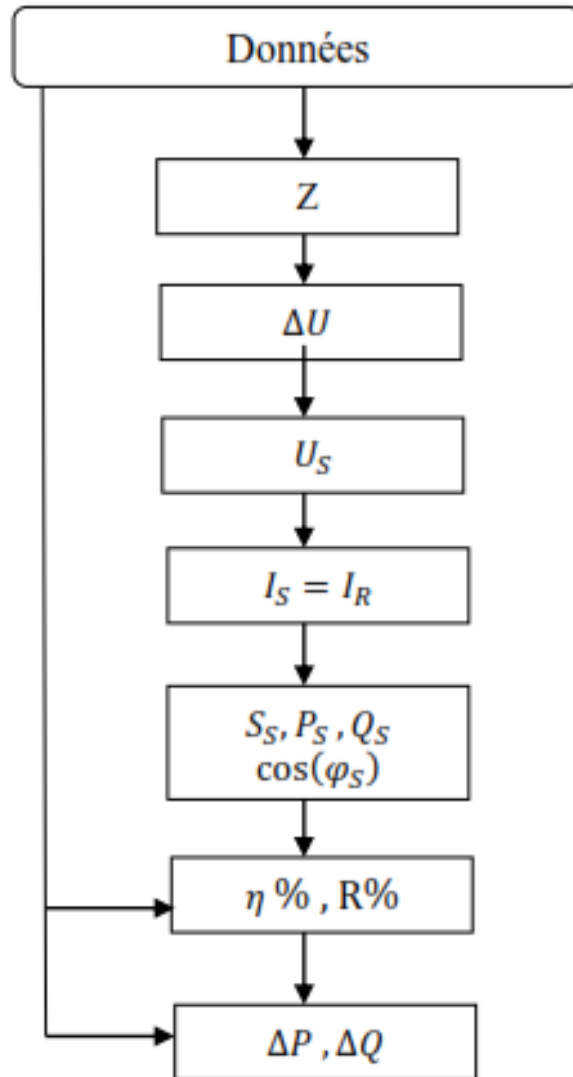 Données
Z
ΔU
U_S
I_S = I_R
S_S, P_S , Q_S
cos(φ_S)
η % , R%
ΔP , ΔQ